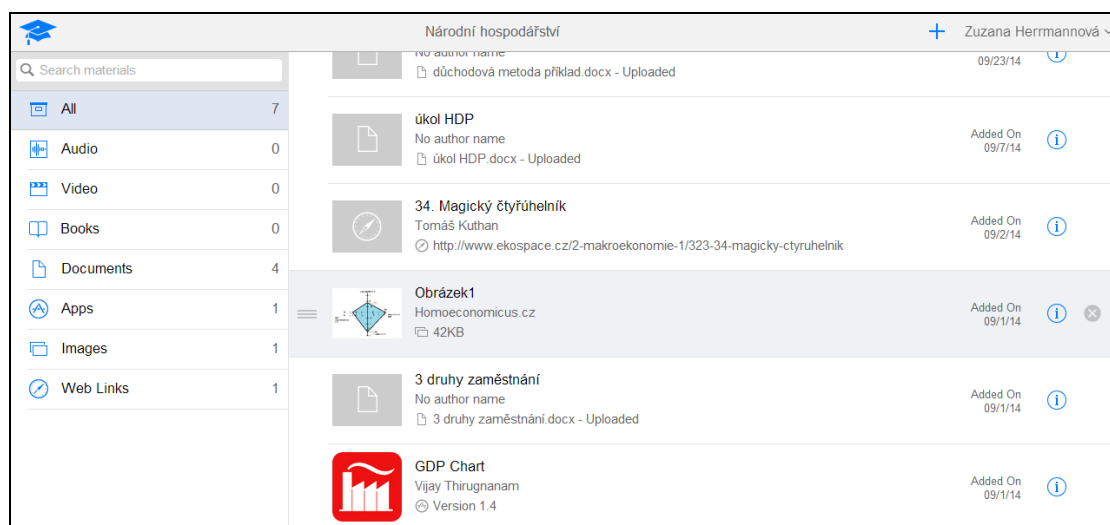 Národní hospodářství
Zuzana Herrmannová
Search materials
All 7
Audio 0
Video 0
Books 0
Documents 4
Apps 1
Images 1
Web Links 1
No author name
důchodová metoda příklad.docx - Uploaded
09/23/14
úkol HDP
No author name
úkol HDP.docx - Uploaded
Added On
09/7/14
34. Magický čtyřúhelník
Tomáš Kuthan
http://www.ekospace.cz/2-makroekonomie-1/323-34-magicky-ctyruhelnik
Added On
09/2/14
Obrázek1
Homoeconomicus.cz
42KB
Added On
09/1/14
3 druhy zaměstnání
No author name
3 druhy zaměstnání.docx - Uploaded
Added On
09/1/14
GDP Chart
Vijay Thirugnanam
Version 1.4
Added On
09/1/14